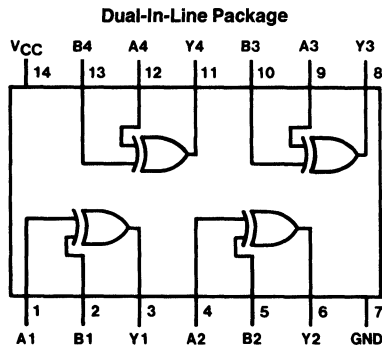 Dual-In-Line Package
VCC B4 A4 Y4 B3 A3 Y3
14 13 12 11 10 9 8
1 2 3 4 5 6 7
A1 B1 Y1 A2 B2 Y2 GND